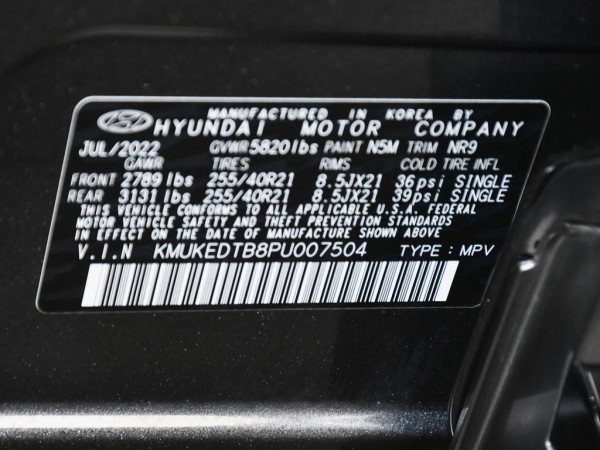 MANUFACTURED IN KOREA BY
HYUNDAI MOTOR COMPANY
JUL/2022 GVWR 5820lbs PAINT N5M TRIM NR9
GAWR TIRES RIMS COLD TIRE INFL
FRONT 2789 lbs 255/40R21 8.5JX21 36psi SINGLE
REAR 3131 lbs 255/40R21 8.5JX21 39psi SINGLE
THIS VEHICLE CONFORMS TO ALL APPLICABLE U.S.A. FEDERAL
MOTOR VEHICLE SAFETY AND THEFT PREVENTION STANDARDS
IN EFFECT ON THE DATE OF MANUFACTURE SHOWN ABOVE.
V.I.N KMUKEDTB8PU007504 TYPE: MPV